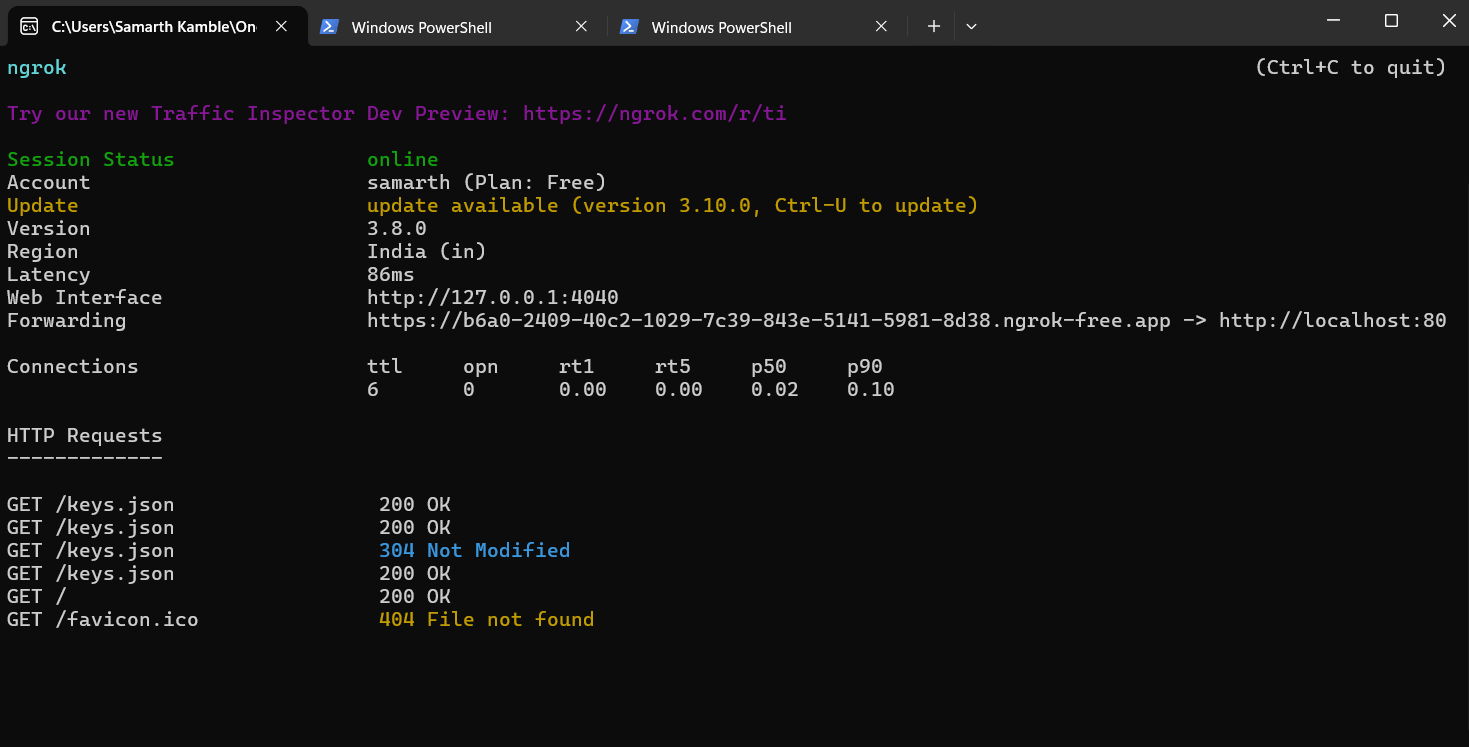 C:\Users\Samarth Kamble\On Windows PowerShell Windows PowerShell
ngrok (Ctrl+C to quit)
Try our new Traffic Inspector Dev Preview: https://ngrok.com/r/ti
Session Status online
Account samarth (Plan: Free)
Update update available (version 3.10.0, Ctrl-U to update)
Version 3.8.0
Region India (in)
Latency 86ms
Web Interface http://127.0.0.1:4040
Forwarding https://b6a0-2409-40c2-1029-7c39-843e-5141-5981-8d38.ngrok-free.app -> http://localhost:80
Connections ttl opn rt1 rt5 p50 p90
6 0 0.00 0.00 0.02 0.10
HTTP Requests
-------------
GET /keys.json 200 OK
GET /keys.json 200 OK
GET /keys.json 304 Not Modified
GET /keys.json 200 OK
GET / 200 OK
GET /favicon.ico 404 File not found